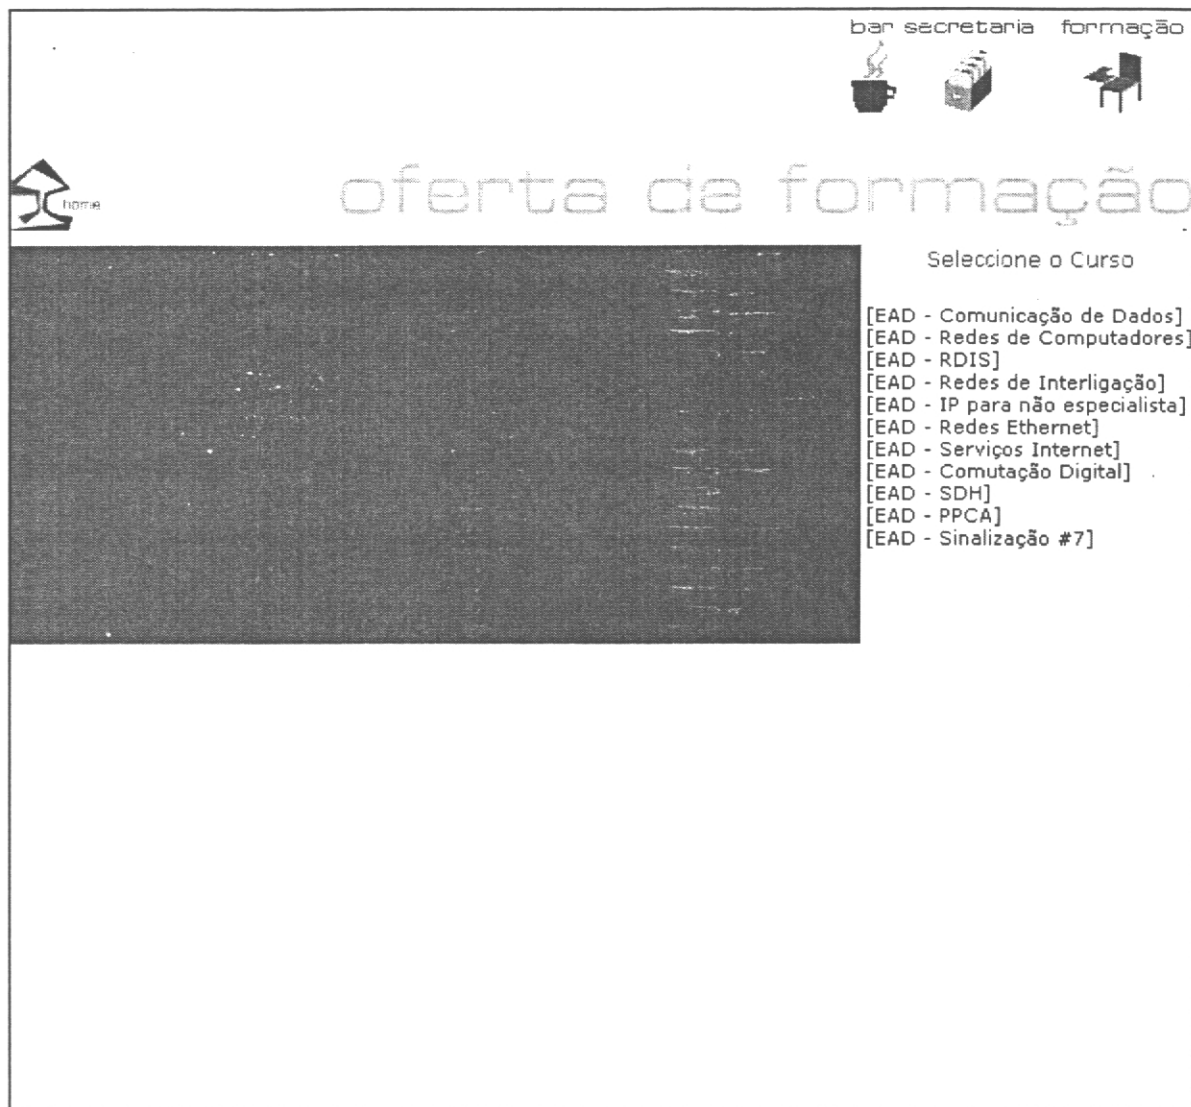 bar secretaria formação
home
oferta de formação
Seleccione o Curso
[EAD - Comunicação de Dados]
[EAD - Redes de Computadores]
[EAD - RDIS]
[EAD - Redes de Interligação]
[EAD - IP para não especialista]
[EAD - Redes Ethernet]
[EAD - Serviços Internet]
[EAD - Comutação Digital]
[EAD - SDH]
[EAD - PPCA]
[EAD - Sinalização #7]